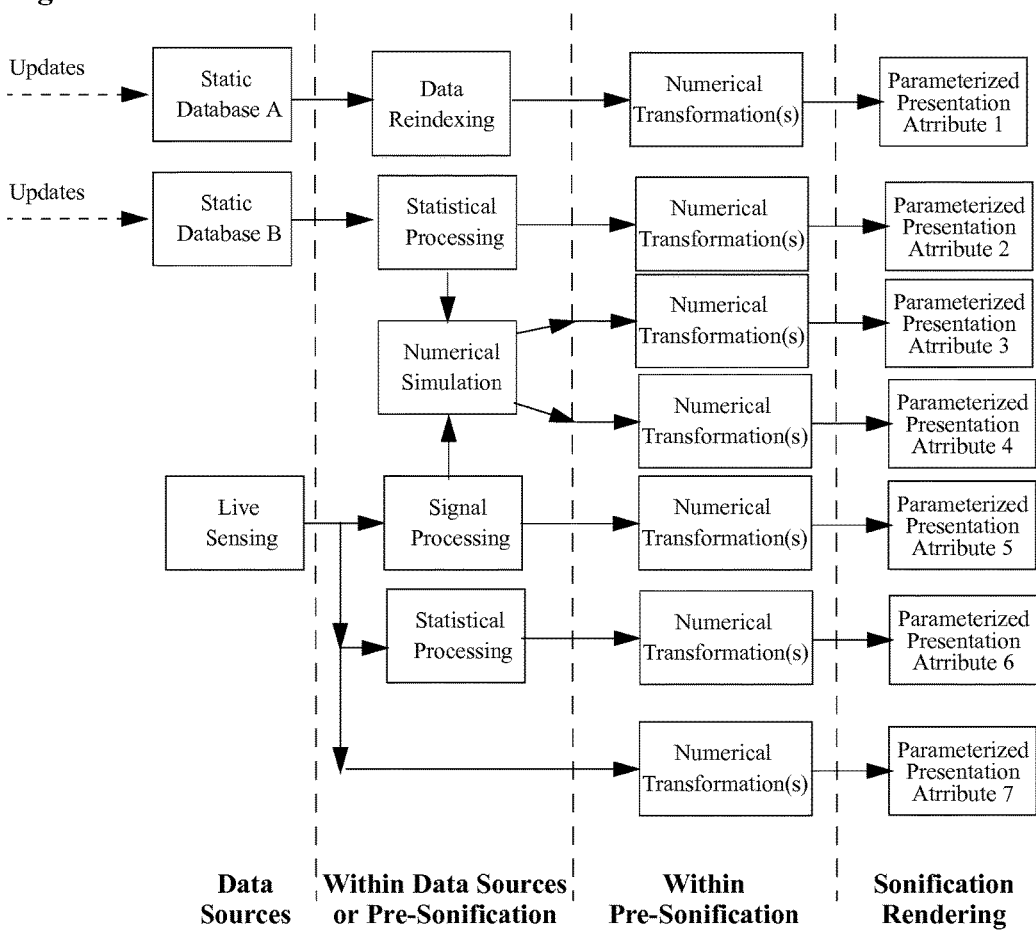 Updates
Static
Database A
Data
Reindexing
Numerical
Transformation(s)
Parameterized
Presentation
Atrribute 1
Updates
Static
Database B
Statistical
Processing
Numerical
Transformation(s)
Parameterized
Presentation
Atrribute 2
Numerical
Simulation
Numerical
Transformation(s)
Parameterized
Presentation
Atrribute 3
Numerical
Transformation(s)
Parameterized
Presentation
Atrribute 4
Live
Sensing
Signal
Processing
Numerical
Transformation(s)
Parameterized
Presentation
Atrribute 5
Statistical
Processing
Numerical
Transformation(s)
Parameterized
Presentation
Atrribute 6
Numerical
Transformation(s)
Parameterized
Presentation
Atrribute 7
Data
Sources
Within Data Sources
or Pre-Sonification
Within
Pre-Sonification
Sonification
Rendering